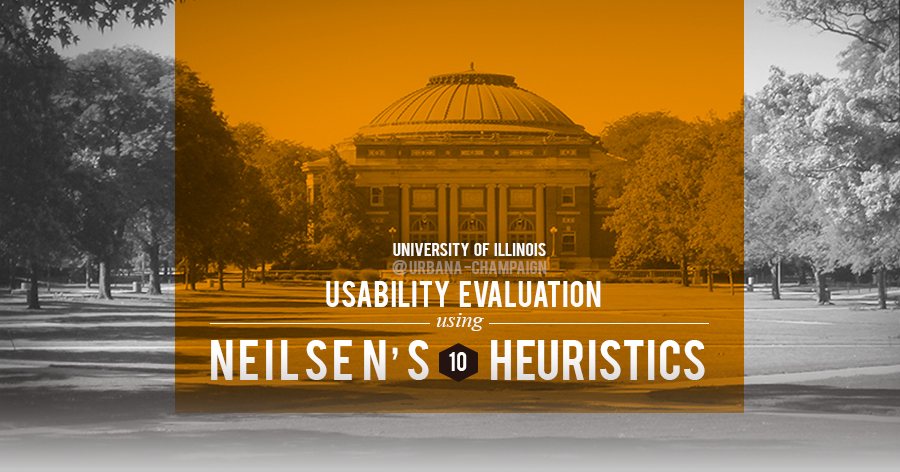 UNIVERSITY OF ILLINOIS
@URBANA-CHAMPAIGN
USABILITY EVALUATION
using
NEILSEN'S 10 HEURISTICS